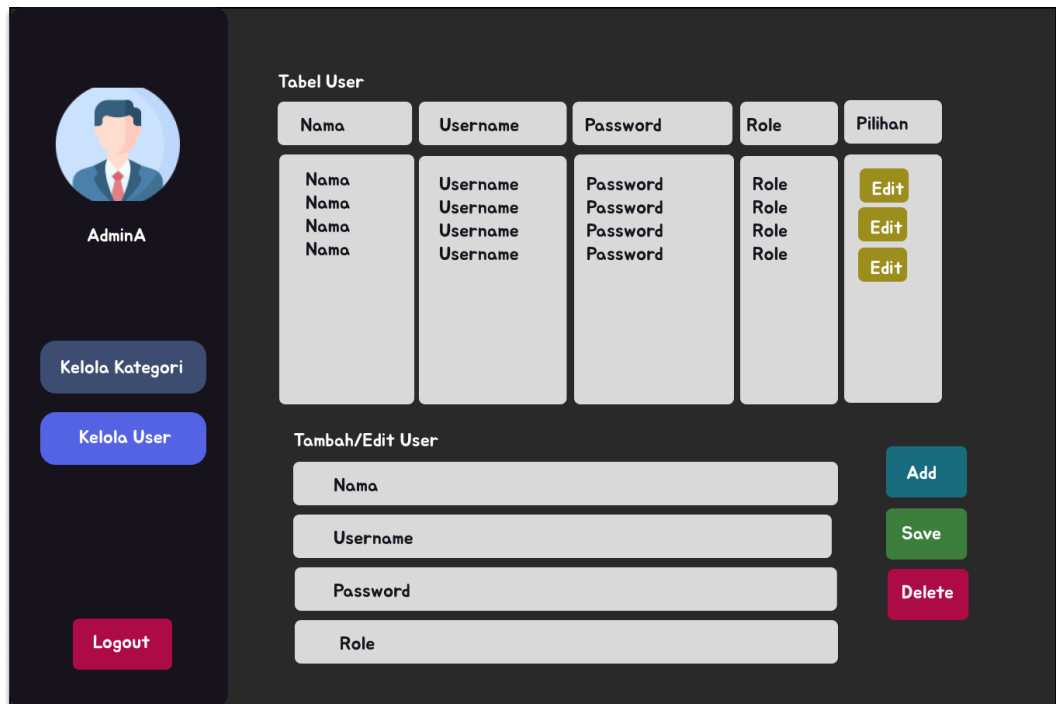 AdminA
Kelola Kategori
Kelola User
Logout
Tabel User
Nama Username Password Role Pilihan
Nama Username Password Role Edit
Nama Username Password Role Edit
Nama Username Password Role Edit
Nama Username Password Role
Tambah/Edit User
Nama
Username
Password
Role
Add
Save
Delete